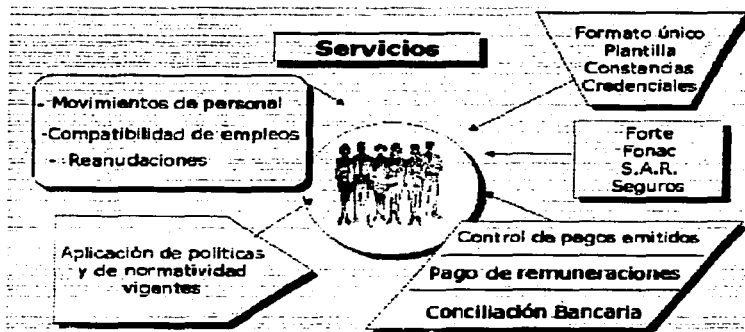 Servicios
- Movimientos de personal
-Compatibilidad de empleos
- Reanudaciones
Formato único
Plantilla
Constancias
Credenciales
Forte
Fonac
S.A.R.
Seguros
Aplicación de políticas
y de normatividad
vigentes
Control de pagos emitidos
Pago de remuneraciones
Conciliación Bancaria